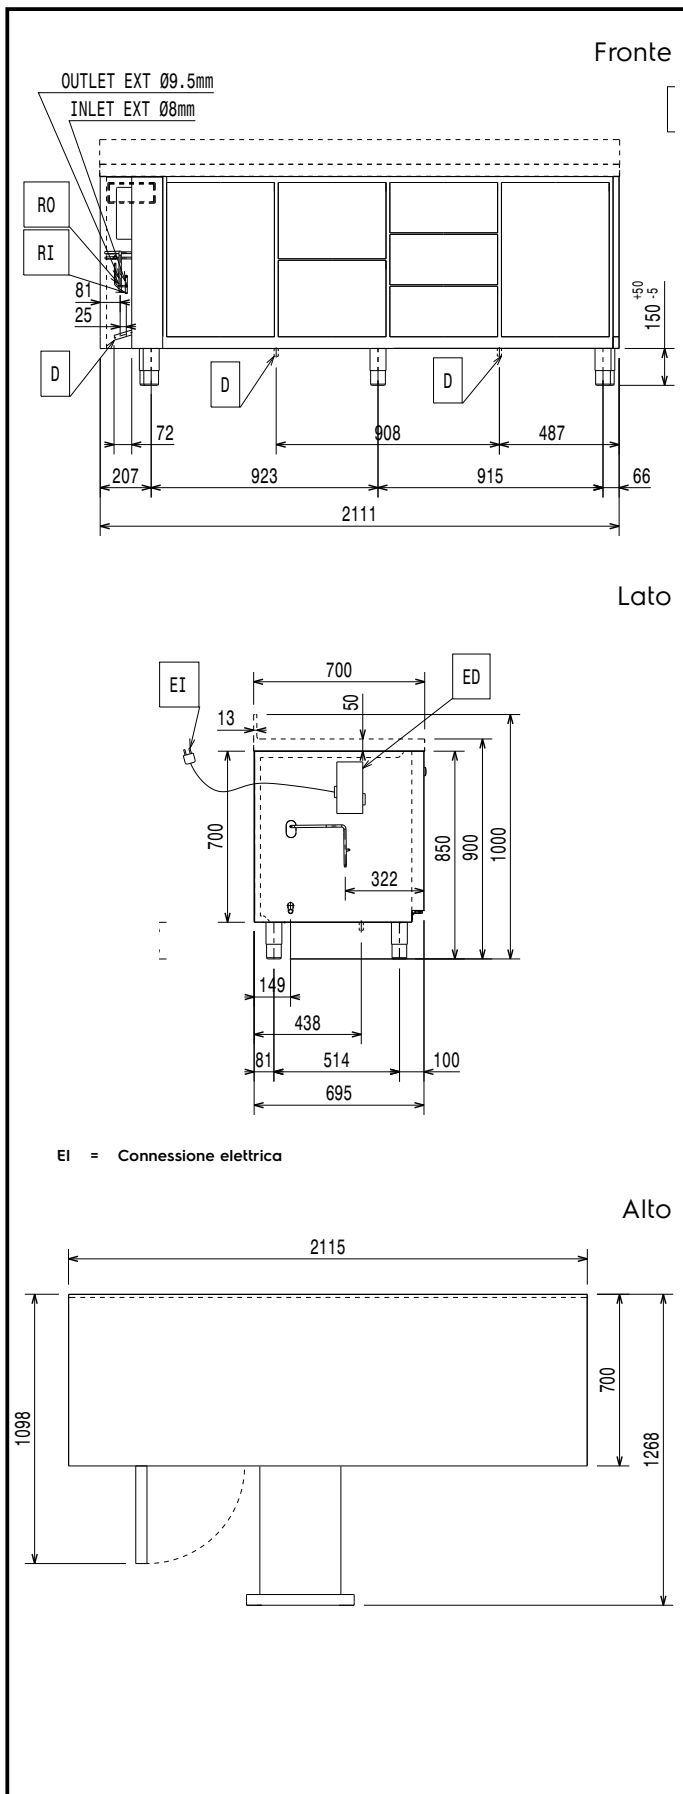 Fronte
OUTLET EXT Ø9.5mm
INLET EXT Ø8mm
RO
RI
81
25
D
D
D
+50
150 -5
72
908
487
207
923
915
66
2111
Lato
EI
700
ED
50
13
700
322
850
900
1000
149
438
81
514
100
695
EI = Connessione elettrica
Alto
2115
1098
700
1268